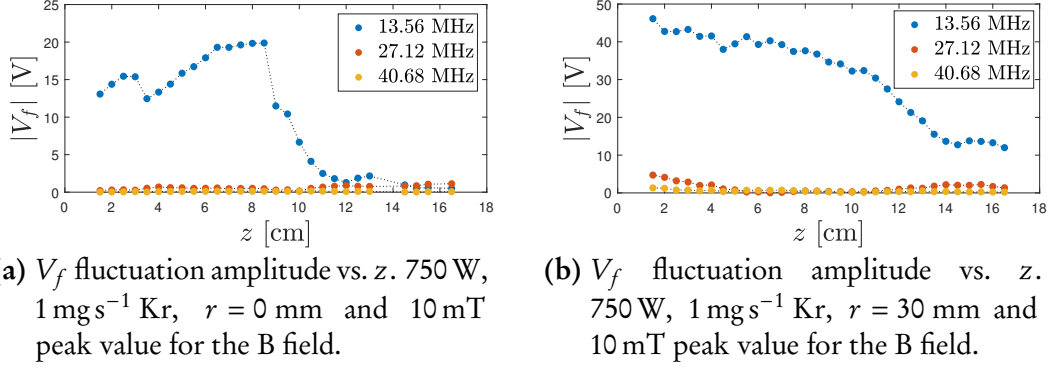 25
20
15
10
5
0
|V_f| [V]
0 2 4 6 8 10 12 14 16 18
z [cm]
13.56 MHz
27.12 MHz
40.68 MHz
50
40
30
20
10
0
|V_f| [V]
0 2 4 6 8 10 12 14 16 18
z [cm]
13.56 MHz
27.12 MHz
40.68 MHz
a) V_f fluctuation amplitude vs. z. 750 W,
1 mg s⁻¹ Kr, r = 0 mm and 10 mT
peak value for the B field.
(b) V_f fluctuation amplitude vs. z.
750 W, 1 mg s⁻¹ Kr, r = 30 mm and
10 mT peak value for the B field.